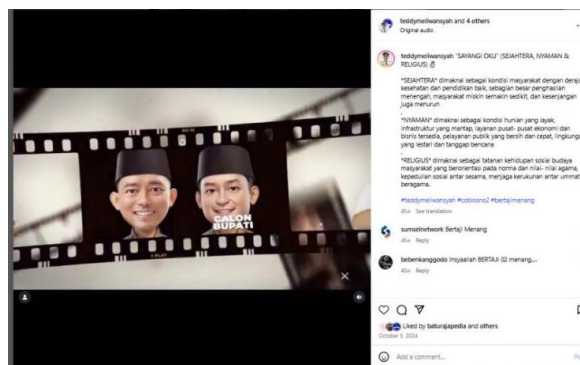 CALON
BUPATI
teddymeilwansyah and 4 others
Original audio
teddymeilwansyah "SAYANGI OKU" (SEJAHTERA, NYAMAN &
RELIGIUS)
"SEJAHTERA" dimaknai sebagai kondisi masyarakat dengan deraja
kesehatan dan pendidikan baik, sebagian besar penghasilan
menengah, masyarakat miskin semakin sedikit, dan kesenjangan
juga menurun
"NYAMAN" dimaknai sebagai kondisi hunian yang layak,
infrastruktur yang mantap, layanan pusat- pusat ekonomi dan
bisnis tersedia, pelayanan publik yang bersih dan cepat, lingkunga
yang lestari dan tanggap bencana
"RELIGIUS" dimaknai sebagai tatanan kehidupan sosial budaya
masyarakat yang berorientasi pada norma dan nilai- nilai agama,
kepedulian sosial antar sesama, menjaga kerukunan antar ummat
beragama.
#teddymeilwansyah #coblosno2 #bertajimenang
45w See translation
sumselnetwork Bertaji Menang
45w Reply
bebenkanggodo Insyaallah BERTAJI 02 menang...
45w Reply
Liked by baturajapedia and others
October 5, 2024
Add a comment...